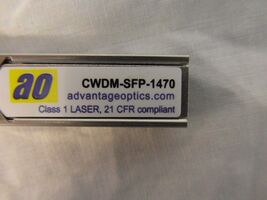 ao
CWDM-SFP-1470
advantageoptics.com
Class 1 LASER, 21 CFR compliant